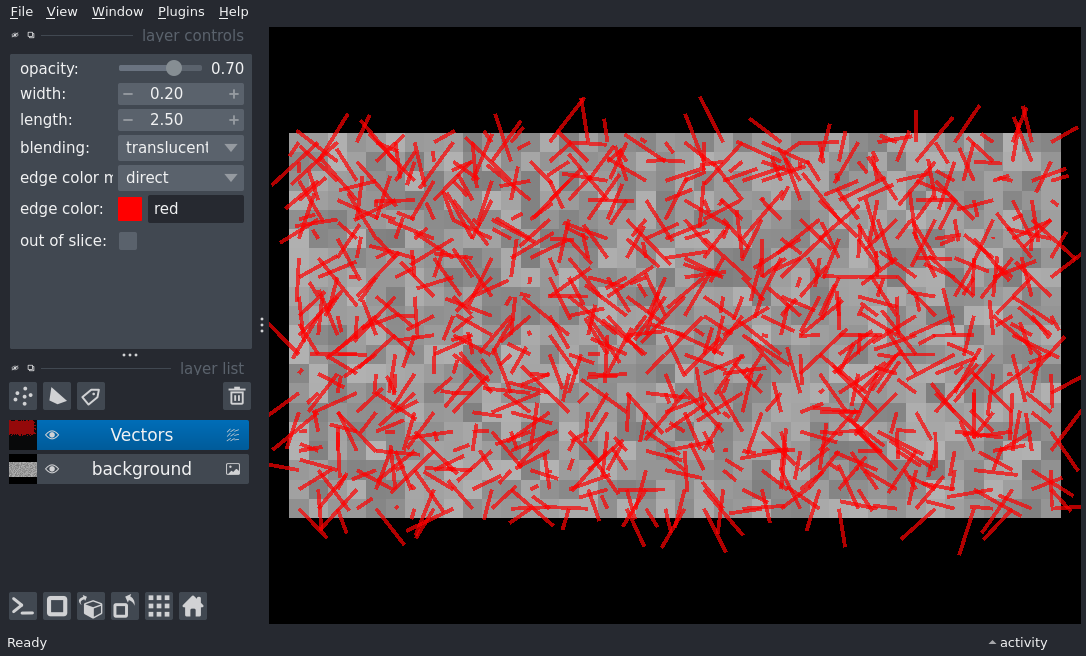 File View Window Plugins Help
layer controls
opacity: 0.70
width: 0.20
length: 2.50
blending: translucent
edge color m direct
edge color: red
out of slice:
layer list
Vectors
background
Ready
activity